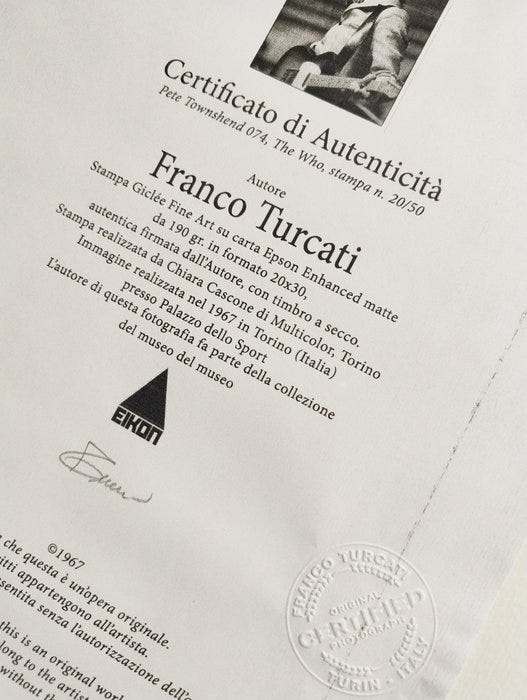 Certificato di Autenticità
Pete Townshend 074, The Who, stampa n. 20/50
Autore
Franco Turcati
Stampa Giclée Fine Art su carta Epson Enhanced matte
da 190 gr. in formato 20x30,
autentica firmata dall'Autore, con timbro a secco.
Stampa realizzata da Chiara Cascone di Multicolor, Torino
Immagine realizzata nel 1967 in Torino (Italia)
presso Palazzo dello Sport
L'autore di questa fotografia fa parte della collezione
del museo del museo
EIKON
©1967
che questa è un'opera originale.
itti appartengono all'artista.
sentita senza l'autorizzazione dell'
this is an original work
long to the artis
without the
FRANCO TURCATI
ORIGINAL
CERTIFIED
PHOTOGRAPH
TURIN - ITALY